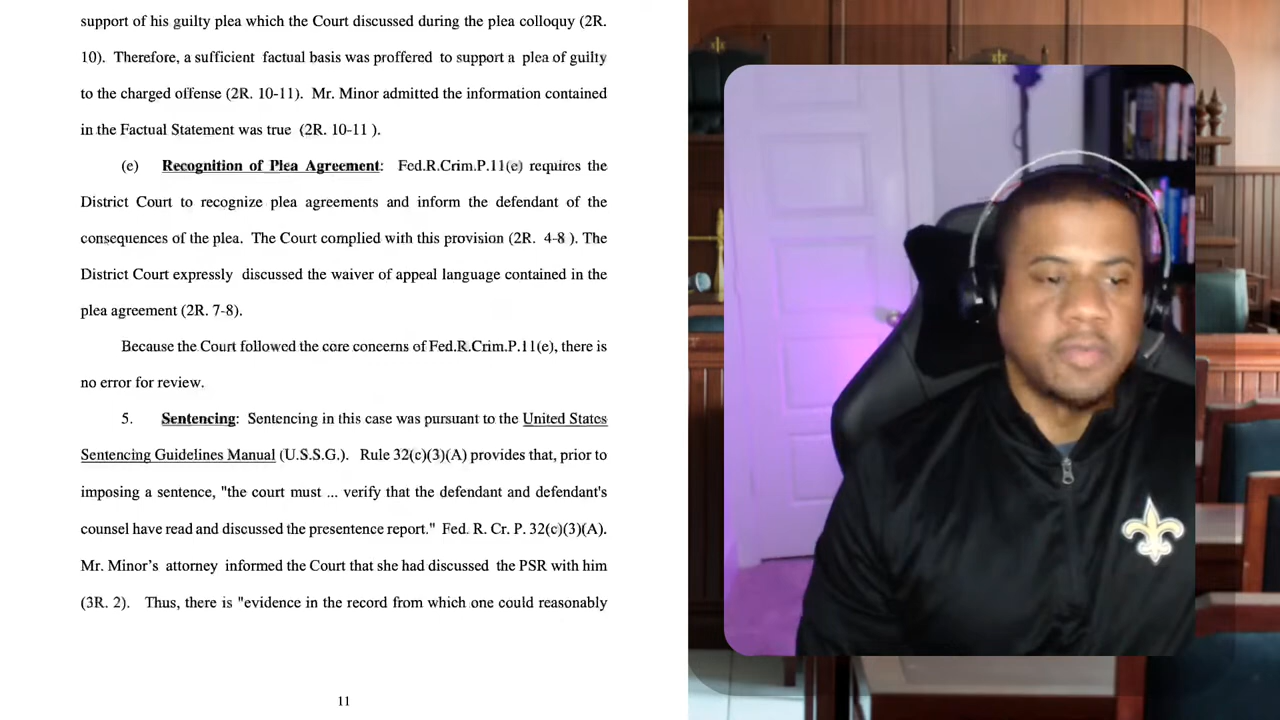 support of his guilty plea which the Court discussed during the plea colloquy (2R.
10). Therefore, a sufficient factual basis was proffered to support a plea of guilty
to the charged offense (2R. 10-11). Mr. Minor admitted the information contained
in the Factual Statement was true (2R. 10-11 ).
(e) Recognition of Plea Agreement: Fed.R.Crim.P.11(e) requires the
District Court to recognize plea agreements and inform the defendant of the
consequences of the plea. The Court complied with this provision (2R. 4-8 ). The
District Court expressly discussed the waiver of appeal language contained in the
plea agreement (2R. 7-8).
Because the Court followed the core concerns of Fed.R.Crim.P.11(e), there is
no error for review.
5. Sentencing: Sentencing in this case was pursuant to the United States
Sentencing Guidelines Manual (U.S.S.G.). Rule 32(c)(3)(A) provides that, prior to
imposing a sentence, "the court must ... verify that the defendant and defendant's
counsel have read and discussed the presentence report." Fed. R. Cr. P. 32(c)(3)(A).
Mr. Minor's attorney informed the Court that she had discussed the PSR with him
(3R. 2). Thus, there is "evidence in the record from which one could reasonably
11